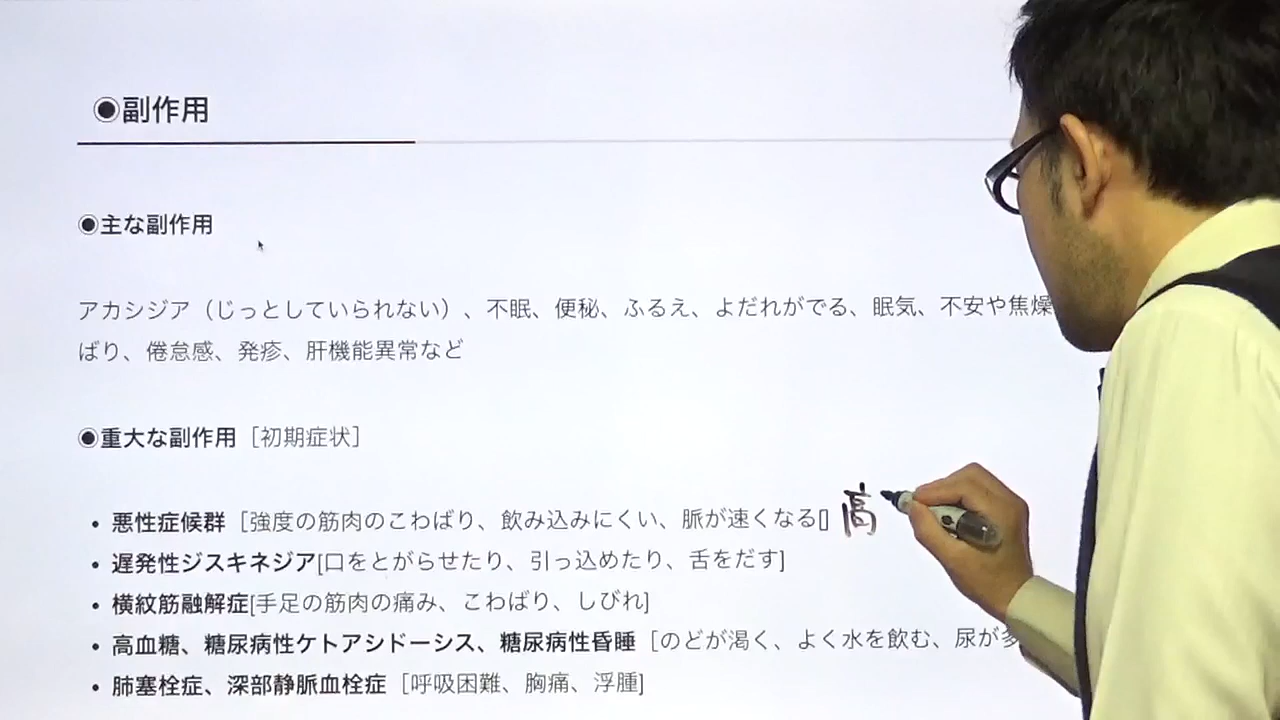 ◉副作用
◉主な副作用
アカシジア（じっとしていられない）、不眠、便秘、ふるえ、よだれがでる、眠気、不安や焦燥
ばり、倦怠感、発疹、肝機能異常など
◉重大な副作用［初期症状］
悪性症候群［強度の筋肉のこわばり、飲み込みにくい、脈が速くなる▯ 高
遅発性ジスキネジア[口をとがらせたり、引っ込めたり、舌をだす]
横紋筋融解症[手足の筋肉の痛み、こわばり、しびれ]
高血糖、糖尿病性ケトアシドーシス、糖尿病性昏睡［のどが渇く、よく水を飲む、尿が多
肺塞栓症、深部静脈血栓症［呼吸困難、胸痛、浮腫]